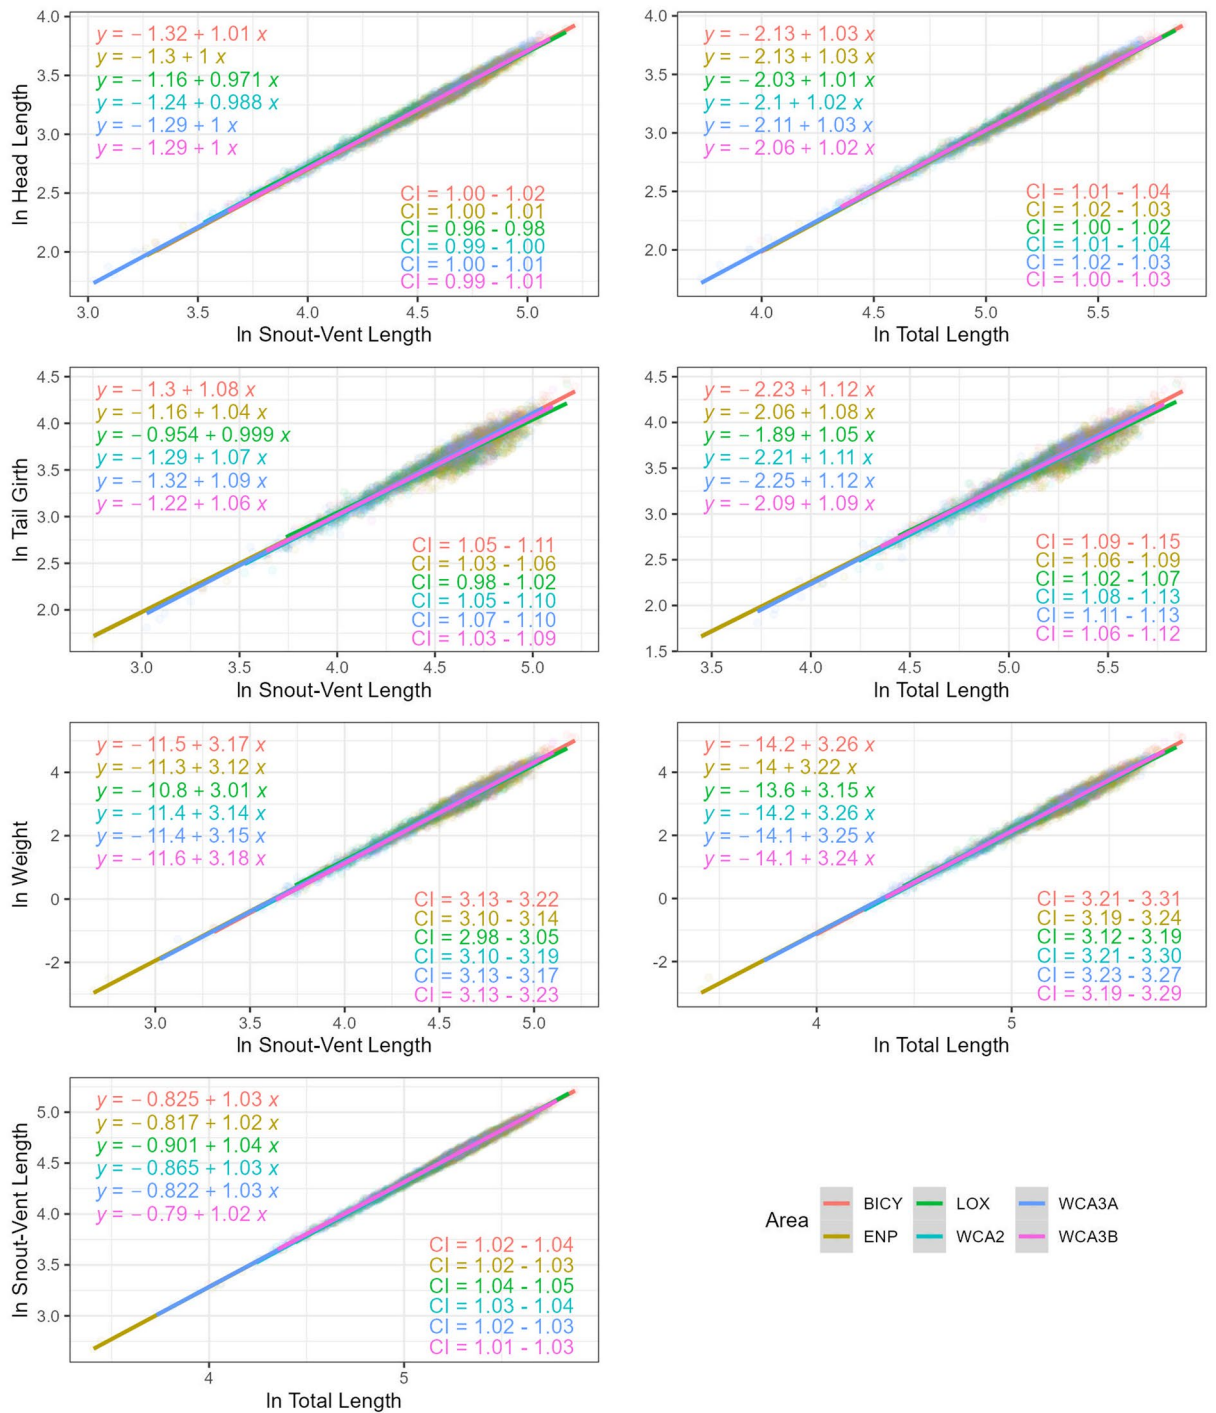 ln Head Length
4.0
3.5
3.0
2.5
2.0
y = − 1.32 + 1.01 x
y = − 1.3 + 1 x
y = − 1.16 + 0.971 x
y = − 1.24 + 0.988 x
y = − 1.29 + 1 x
y = − 1.29 + 1 x
CI = 1.00 - 1.02
CI = 1.00 - 1.01
CI = 0.96 - 0.98
CI = 0.99 - 1.00
CI = 1.00 - 1.01
CI = 0.99 - 1.01
3.0 3.5 4.0 4.5 5.0
ln Snout-Vent Length
4.0
3.5
3.0
2.5
2.0
y = − 2.13 + 1.03 x
y = − 2.13 + 1.03 x
y = − 2.03 + 1.01 x
y = − 2.1 + 1.02 x
y = − 2.11 + 1.03 x
y = − 2.06 + 1.02 x
CI = 1.01 - 1.04
CI = 1.02 - 1.03
CI = 1.00 - 1.02
CI = 1.01 - 1.04
CI = 1.02 - 1.03
CI = 1.00 - 1.03
4.0 4.5 5.0 5.5
ln Total Length
ln Tail Girth
4.5
4.0
3.5
3.0
2.5
2.0
y = − 1.3 + 1.08 x
y = − 1.16 + 1.04 x
y = − 0.954 + 0.999 x
y = − 1.29 + 1.07 x
y = − 1.32 + 1.09 x
y = − 1.22 + 1.06 x
CI = 1.05 - 1.11
CI = 1.03 - 1.06
CI = 0.98 - 1.02
CI = 1.05 - 1.10
CI = 1.07 - 1.10
CI = 1.03 - 1.09
3.0 3.5 4.0 4.5 5.0
ln Snout-Vent Length
4.5
4.0
3.5
3.0
2.5
2.0
1.5
y = − 2.23 + 1.12 x
y = − 2.06 + 1.08 x
y = − 1.89 + 1.05 x
y = − 2.21 + 1.11 x
y = − 2.25 + 1.12 x
y = − 2.09 + 1.09 x
CI = 1.09 - 1.15
CI = 1.06 - 1.09
CI = 1.02 - 1.07
CI = 1.08 - 1.13
CI = 1.11 - 1.13
CI = 1.06 - 1.12
3.5 4.0 4.5 5.0 5.5
ln Total Length
ln Weight
4
2
0
-2
y = − 11.5 + 3.17 x
y = − 11.3 + 3.12 x
y = − 10.8 + 3.01 x
y = − 11.4 + 3.14 x
y = − 11.4 + 3.15 x
y = − 11.6 + 3.18 x
CI = 3.13 - 3.22
CI = 3.10 - 3.14
CI = 2.98 - 3.05
CI = 3.10 - 3.19
CI = 3.13 - 3.17
CI = 3.13 - 3.23
3.0 3.5 4.0 4.5 5.0
ln Snout-Vent Length
4
2
0
-2
y = − 14.2 + 3.26 x
y = − 14 + 3.22 x
y = − 13.6 + 3.15 x
y = − 14.2 + 3.26 x
y = − 14.1 + 3.25 x
y = − 14.1 + 3.24 x
CI = 3.21 - 3.31
CI = 3.19 - 3.24
CI = 3.12 - 3.19
CI = 3.21 - 3.30
CI = 3.23 - 3.27
CI = 3.19 - 3.29
4 5
ln Total Length
ln Snout-Vent Length
5.0
4.5
4.0
3.5
3.0
y = − 0.825 + 1.03 x
y = − 0.817 + 1.02 x
y = − 0.901 + 1.04 x
y = − 0.865 + 1.03 x
y = − 0.822 + 1.03 x
y = − 0.79 + 1.02 x
CI = 1.02 - 1.04
CI = 1.02 - 1.03
CI = 1.04 - 1.05
CI = 1.03 - 1.04
CI = 1.02 - 1.03
CI = 1.01 - 1.03
4 5
ln Total Length
Area
BICY LOX WCA3A
ENP WCA2 WCA3B